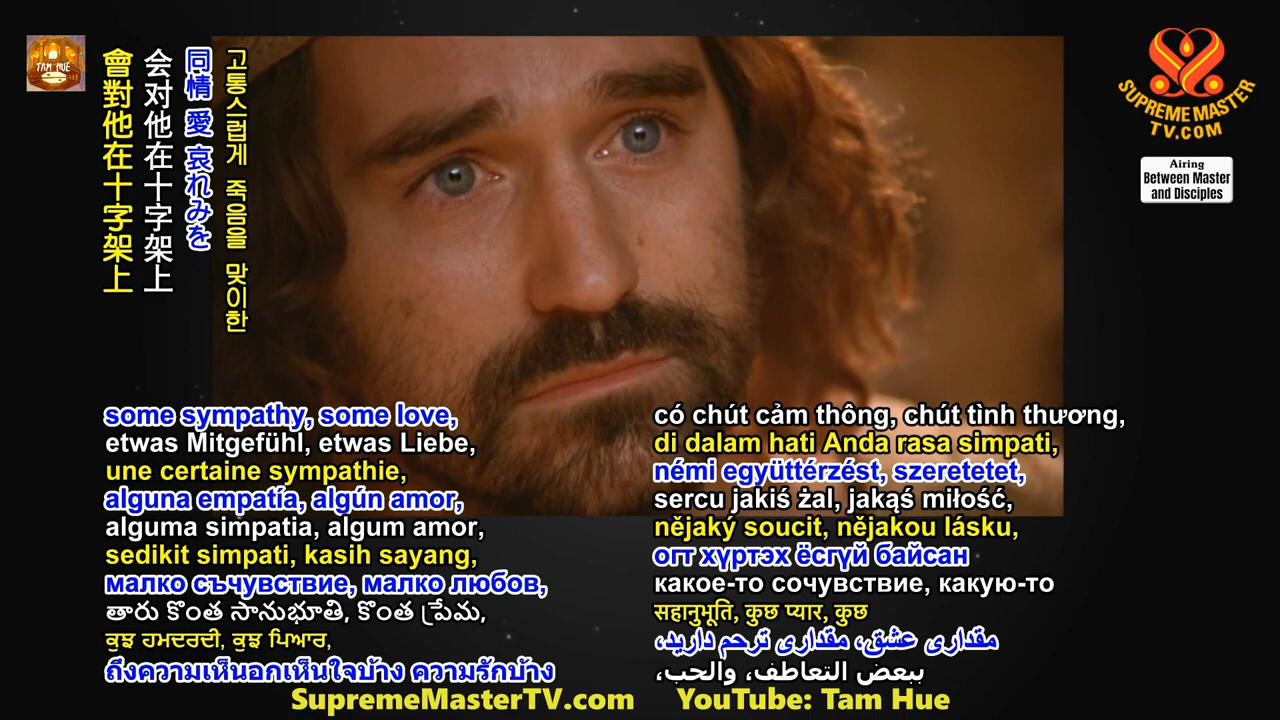 TAM HUE
會對他在十字架上
会对他在十字架上
同情 愛 哀れみを
고통스럽게 죽음을 맞이한
SUPREME MASTER
TV.COM
Airing
Between Master
and Disciples
some sympathy, some love,
etwas Mitgefühl, etwas Liebe,
une certaine sympathie,
alguna empatía, algún amor,
alguma simpatia, algum amor,
sedikit simpati, kasih sayang,
малко съчувствие, малко любов,
తారు కొంత సానుభూతి, కొంత ప్రేమ,
ਕੁਝ ਹਮਦਰਦੀ, ਕੁਝ ਪਿਆਰ,
ถึงความเห็นอกเห็นใจบ้าง ความรักบ้าง
có chút cảm thông, chút tình thương,
di dalam hati Anda rasa simpati,
némi együttérzést, szeretetet,
sercu jakiś żal, jakąś miłość,
nějaký soucit, nějakou lásku,
огт хүртэх ёсгүй байсан
какое-то сочувствие, какую-то
सहानुभूति, कुछ प्यार, कुछ
مقداری عشق، مقداری ترحم دارید،
ببعض التعاطف، والحب،
SupremeMasterTV.com
YouTube: Tam Hue